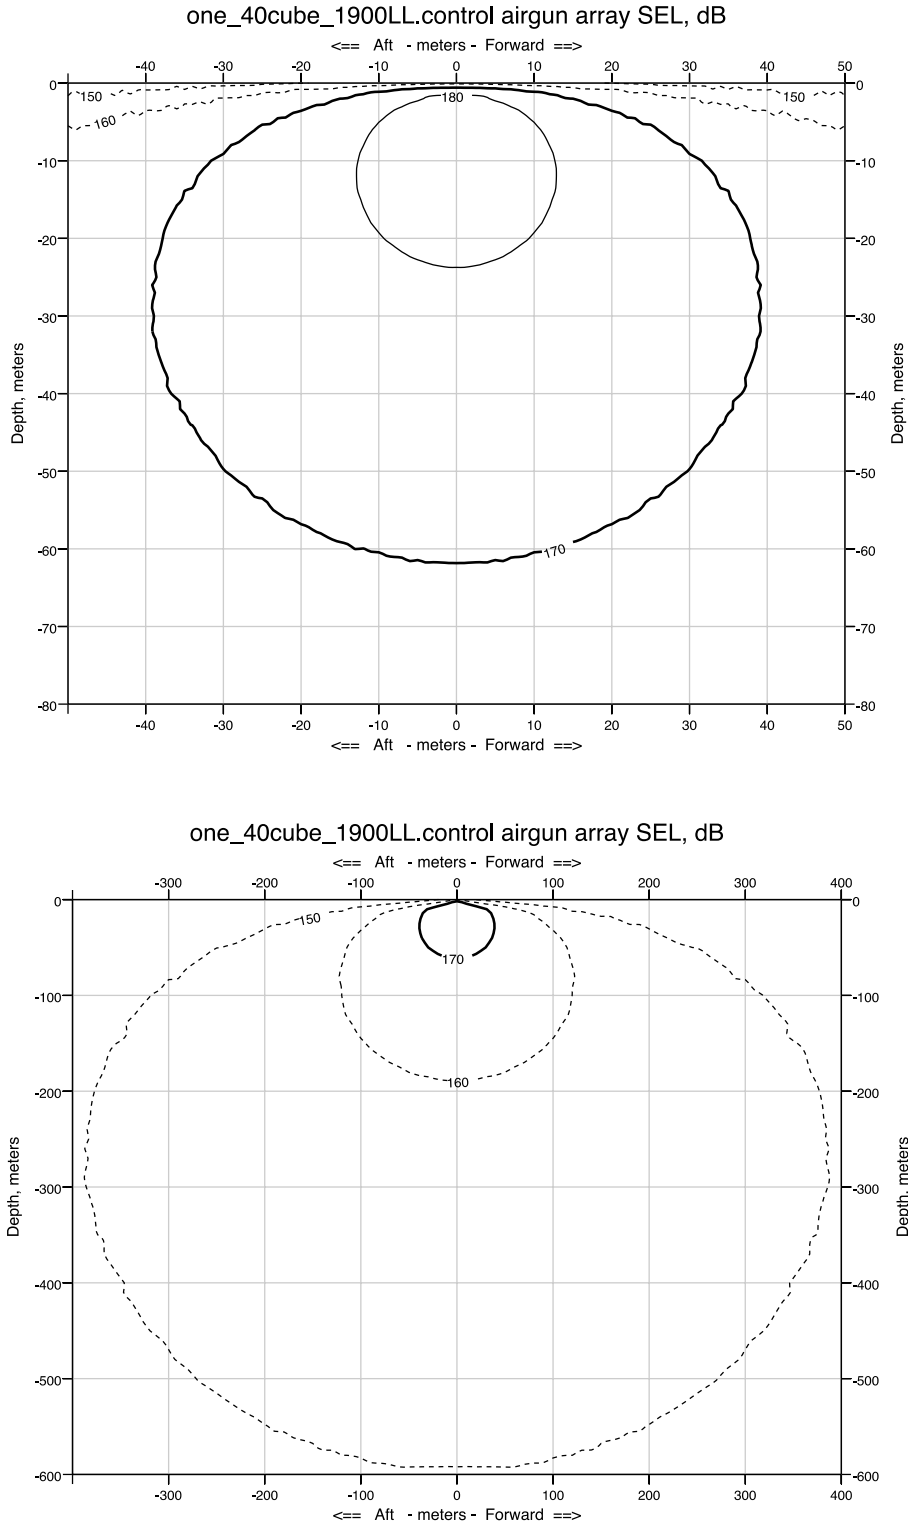 one_40cube_1900LL.control airgun array SEL, dB
<== Aft - meters - Forward ==>
-40 -30 -20 -10 0 10 20 30 40 50
0 0
150 180 150
160
-10 -10
-20 -20
-30 -30
Depth, meters Depth, meters
-40 -40
-50 -50
-60 170 -60
-70 -70
-80 -80
-40 -30 -20 -10 0 10 20 30 40 50
<== Aft - meters - Forward ==>
one_40cube_1900LL.control airgun array SEL, dB
<== Aft - meters - Forward ==>
-300 -200 -100 0 100 200 300 400
0 0
150
170
-100 -100
160
-200 -200
Depth, meters Depth, meters
-300 -300
-400 -400
-500 -500
-600 -600
-300 -200 -100 0 100 200 300 400
<== Aft - meters - Forward ==>